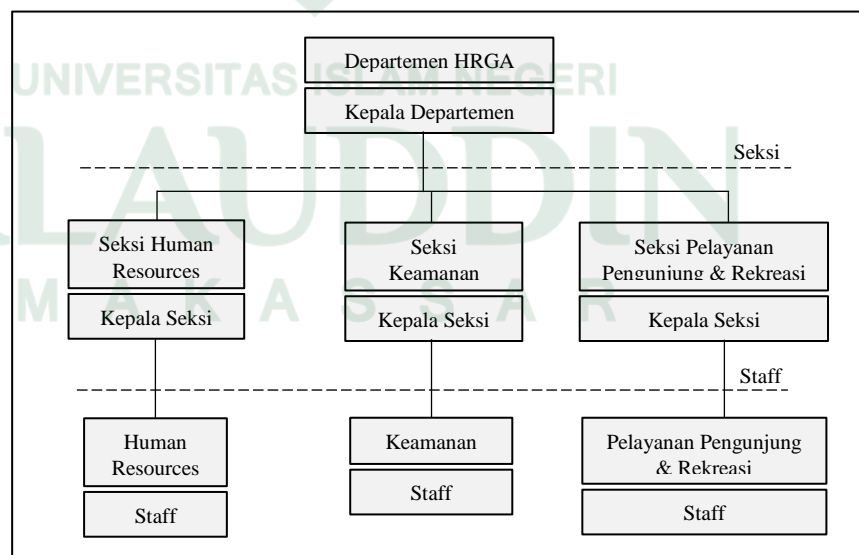 Departemen HRGA
UNIVERSITAS ISLAM NEGERI
Kepala Departemen
Seksi
ALAUDDIN
Seksi Human
Resources
Seksi
Keamanan
Seksi Pelayanan
Pengunjung & Rekreasi
MAKASSAR
Kepala Seksi
Kepala Seksi
Kepala Seksi
Staff
Human
Resources
Keamanan
Pelayanan Pengunjung
& Rekreasi
Staff
Staff
Staff